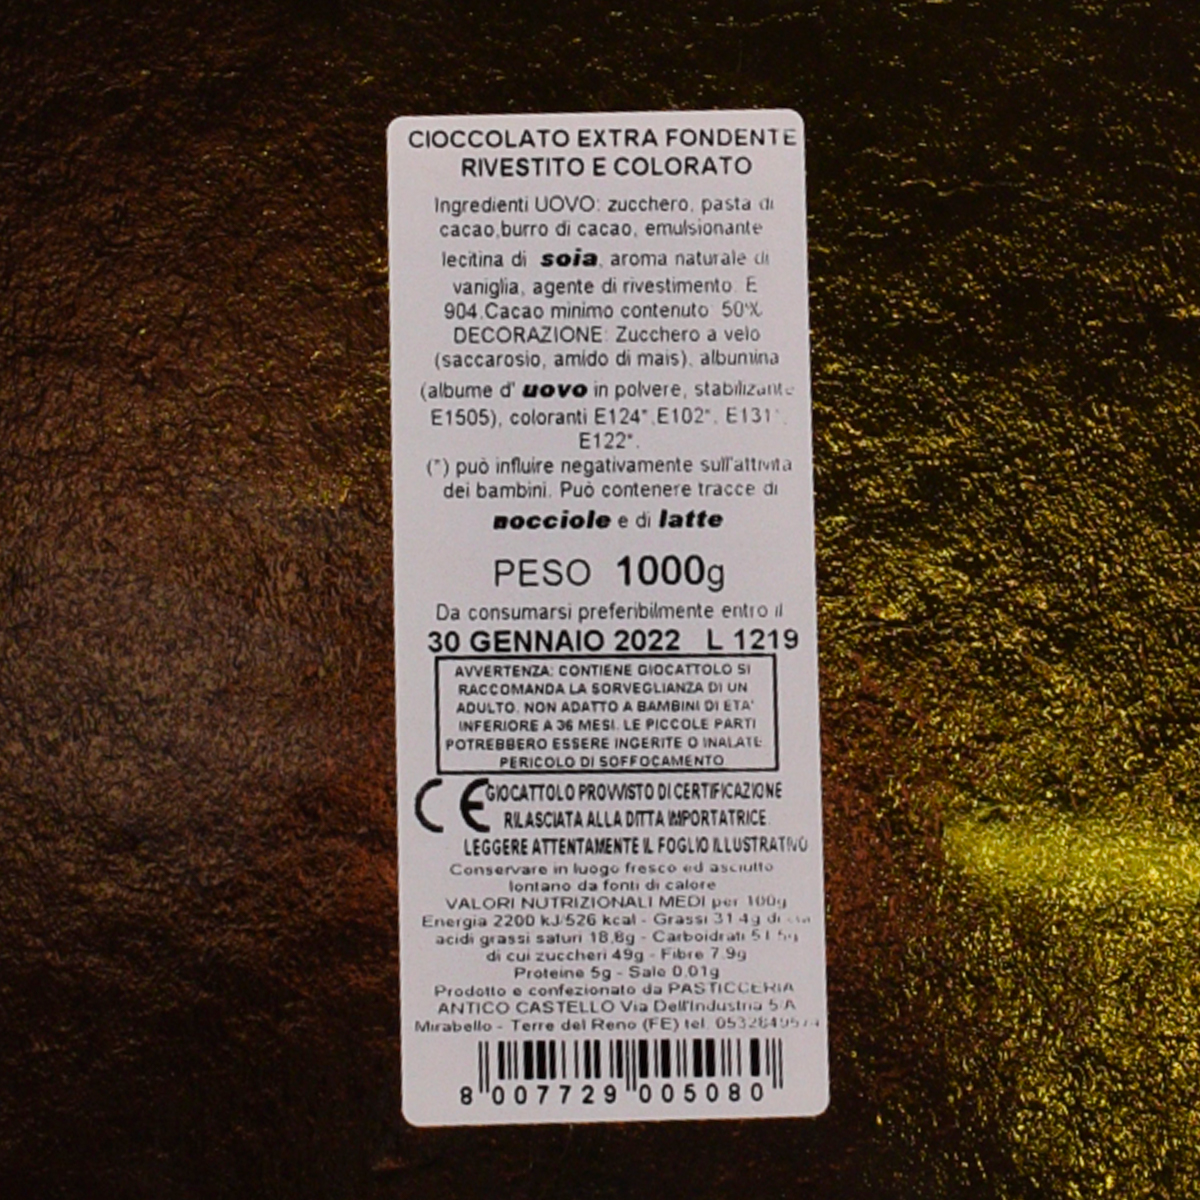 CIOCCOLATO EXTRA FONDENTE
RIVESTITO E COLORATO
Ingredienti UOVO: zucchero, pasta di
cacao,burro di cacao, emulsionante
lecitina di soia, aroma naturale di
vaniglia, agente di rivestimento. E
904.Cacao minimo contenuto 50%
DECORAZIONE: Zucchero a velo
(saccarosio, amido di mais), albumina
(albume d' uovo in polvere, stabilizzante
E1505), coloranti E124*,E102*, E131*,
E122*.
(*) può influire negativamente sull'attività
dei bambini. Può contenere tracce di
nocciole e di latte
PESO 1000g
Da consumarsi preferibilmente entro il
30 GENNAIO 2022 L 1219
AVVERTENZA: CONTIENE GIOCATTOLO SI
RACCOMANDA LA SORVEGLIANZA DI UN
ADULTO. NON ADATTO A BAMBINI DI ETA'
INFERIORE A 36 MESI. LE PICCOLE PARTI
POTREBBERO ESSERE INGERITE O INALATE.
PERICOLO DI SOFFOCAMENTO
CE GIOCATTOLO PROVVISTO DI CERTIFICAZIONE
RILASCIATA ALLA DITTA IMPORTATRICE
LEGGERE ATTENTAMENTE IL FOGLIO ILLUSTRATIVO
Conservare in luogo fresco ed asciutto
lontano da fonti di calore
VALORI NUTRIZIONALI MEDI per 100g
Energia 2200 kJ/526 kcal - Grassi 31.4g di cui
acidi grassi saturi 18,8g - Carboidrati
di cui zuccheri 49g - Fibre 7.9g
Proteine 5g - Sale 0.01g
Prodotto e confezionato da PASTICCERIA
ANTICO CASTELLO Via Dell'Industria 5/A
Mirabello - Terre del Reno (FE) tel.
8 007729 005080